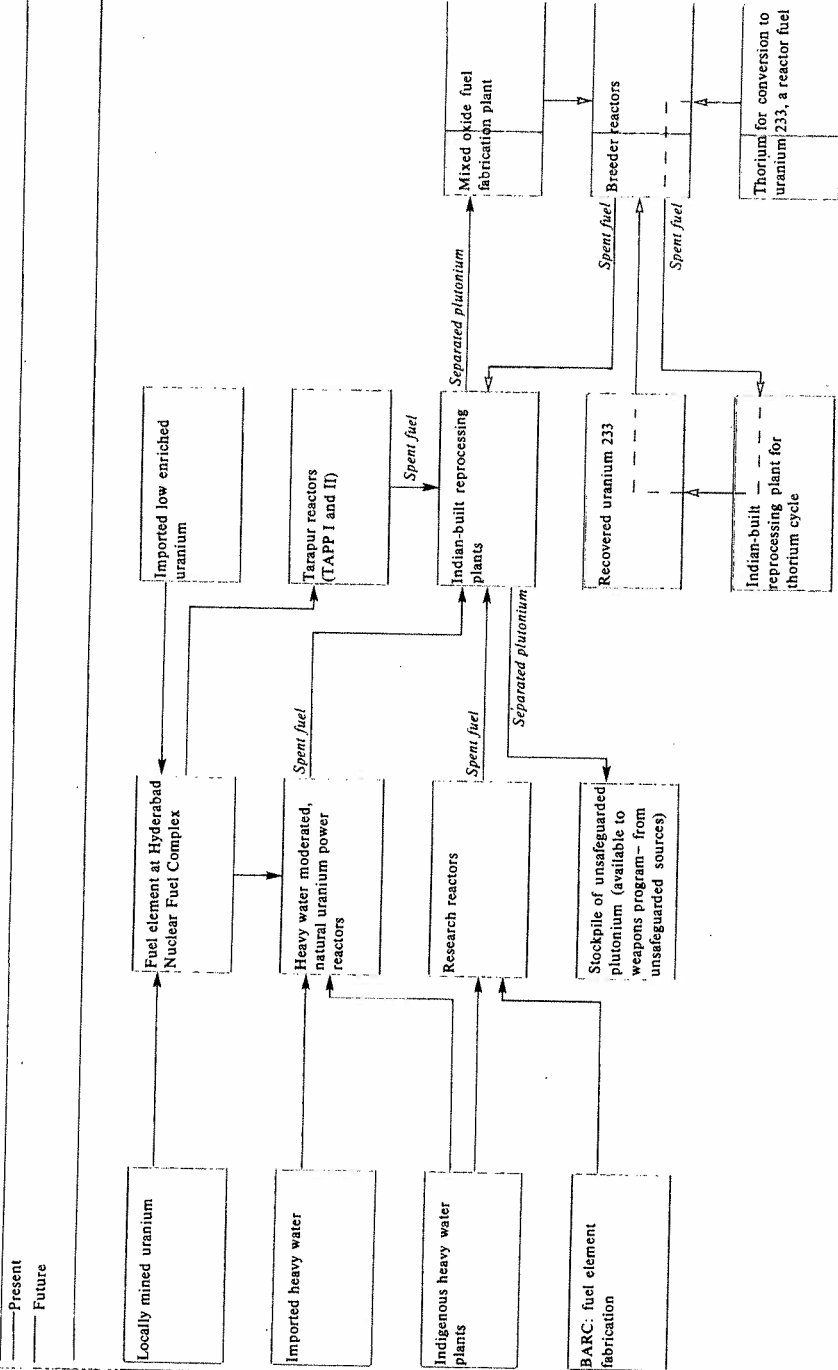 Present
Future
Locally mined uranium
Imported heavy water
Indigenous heavy water
plants
BARC: fuel element
fabrication
Fuel element at Hyderabad
Nuclear Fuel Complex
Heavy water moderated,
natural uranium power
reactors
Research reactors
Stockpile of unsafeguarded
plutonium (available to
weapons program– from
unsafeguarded sources)
Spent fuel
Spent fuel
Separated plutonium
Imported low enriched
uranium
Tarapur reactors
(TAPP I and II)
Spent fuel
Indian-built reprocessing
plants
Recovered uranium 233
Indian-built
reprocessing plant for
thorium cycle
Separated plutonium
Spent fuel
Spent fuel
Mixed oxide fuel
fabrication plant
Breeder reactors
Thorium for conversion to
uranium 233, a reactor fuel